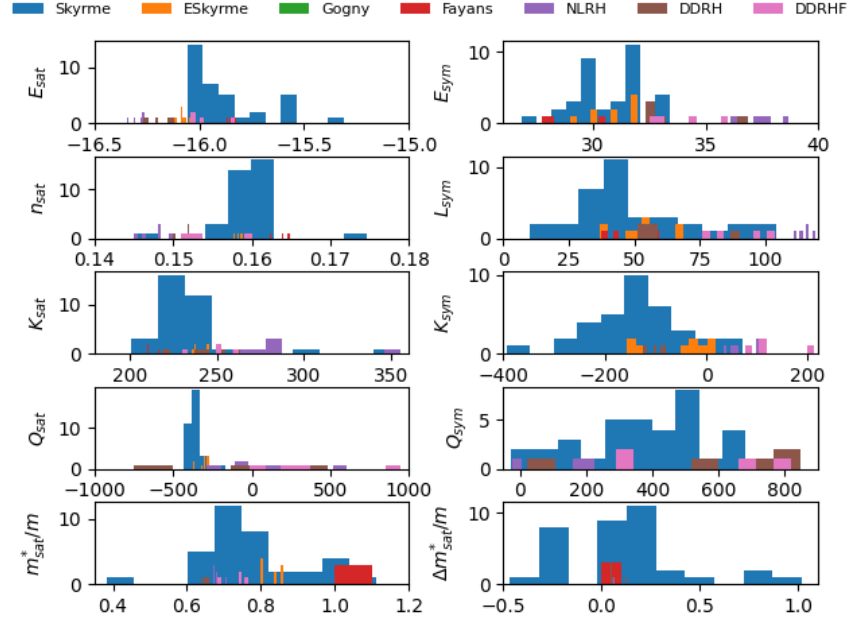 Skyrme ESkyrme Gogny Fayans NLRH DDRH DDRHF
E_sat 10 0
−16.5 −16.0 −15.5 −15.0
E_sym 10 0
30 35 40
n_sat 10 0
0.14 0.15 0.16 0.17 0.18
L_sym 10 0
0 25 50 75 100
K_sat 10 0
200 250 300 350
K_sym 10 0
−400 −200 0 200
Q_sat 10 0
−1000 −500 0 500 1000
Q_sym 5 0
0 200 400 600 800
m*_sat/m 10 0
0.4 0.6 0.8 1.0 1.2
Δm*_sat/m 10 0
−0.5 0.0 0.5 1.0